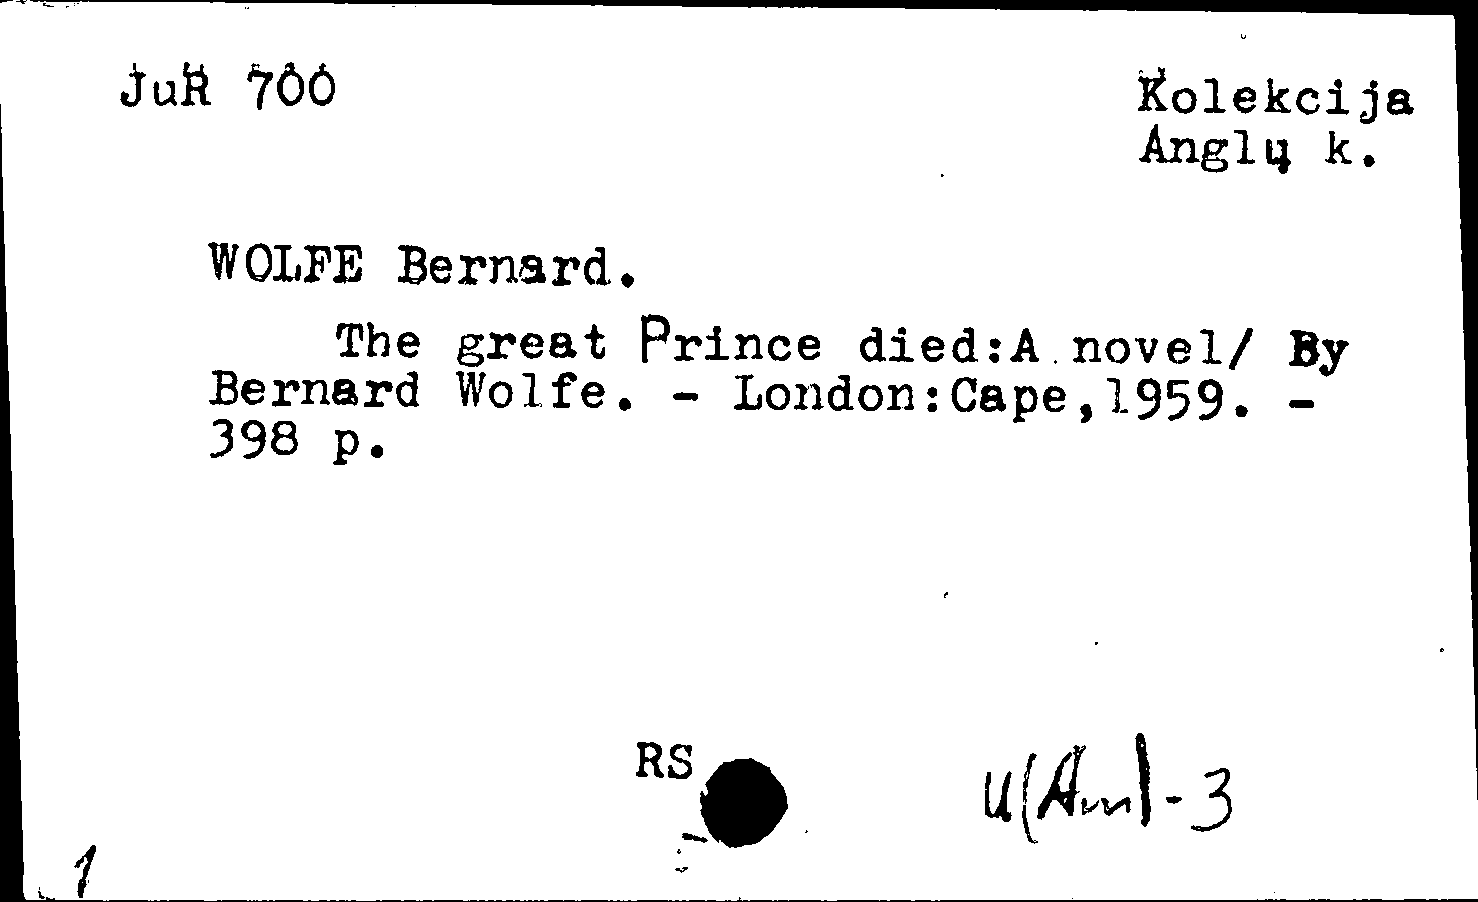 JuR 700
Kolekcija
Anglų k.
WOLFE Bernard.
The great Prince died:A novel/ By
Bernard Wolfe. - London:Cape,1959. -
398 p.
RS
U(Am)-3
1